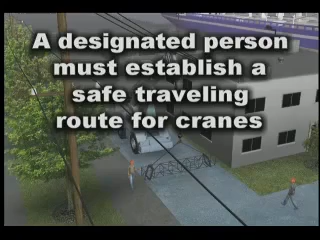 A designated person
must establish a
safe traveling
route for cranes